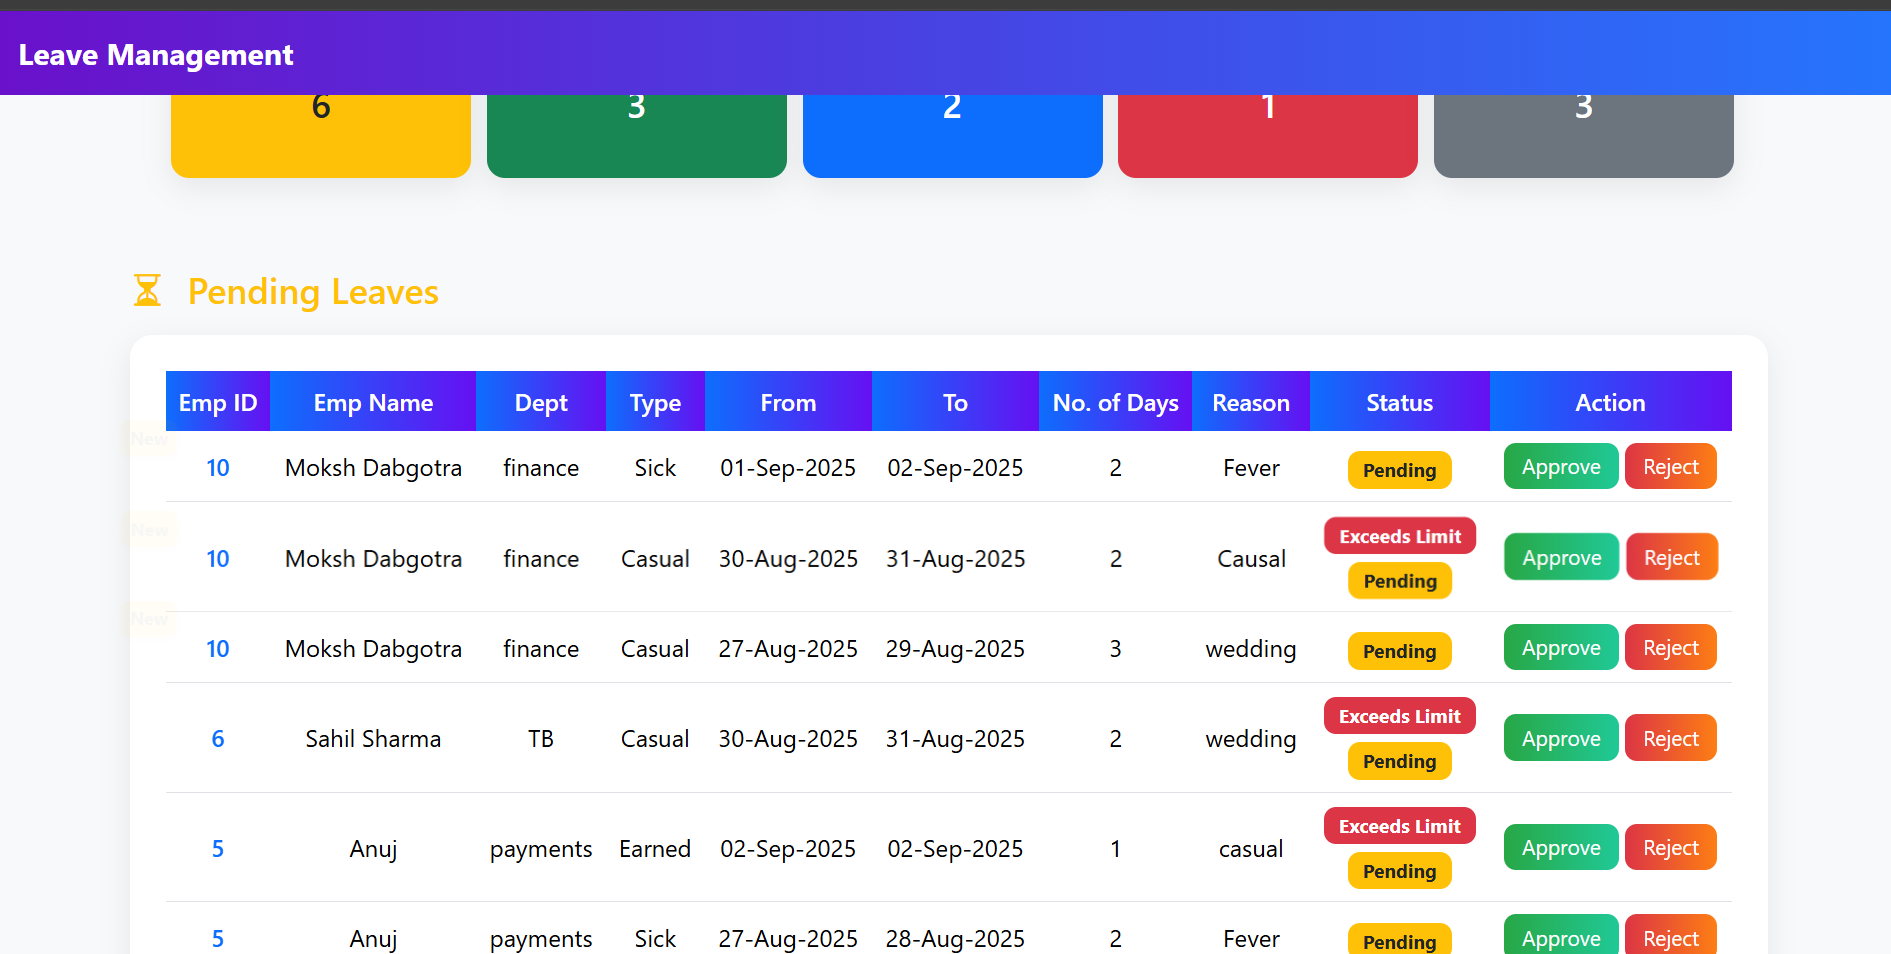 Leave Management
6 3 2 1 3
Pending Leaves
Emp ID Emp Name Dept Type From To No. of Days Reason Status Action
New
10 Moksh Dabgotra finance Sick 01-Sep-2025 02-Sep-2025 2 Fever Pending Approve Reject
New
Exceeds Limit
10 Moksh Dabgotra finance Casual 30-Aug-2025 31-Aug-2025 2 Causal Approve Reject
Pending
New
10 Moksh Dabgotra finance Casual 27-Aug-2025 29-Aug-2025 3 wedding Pending Approve Reject
Exceeds Limit
6 Sahil Sharma TB Casual 30-Aug-2025 31-Aug-2025 2 wedding Approve Reject
Pending
Exceeds Limit
5 Anuj payments Earned 02-Sep-2025 02-Sep-2025 1 casual Approve Reject
Pending
5 Anuj payments Sick 27-Aug-2025 28-Aug-2025 2 Fever Pending Approve Reject